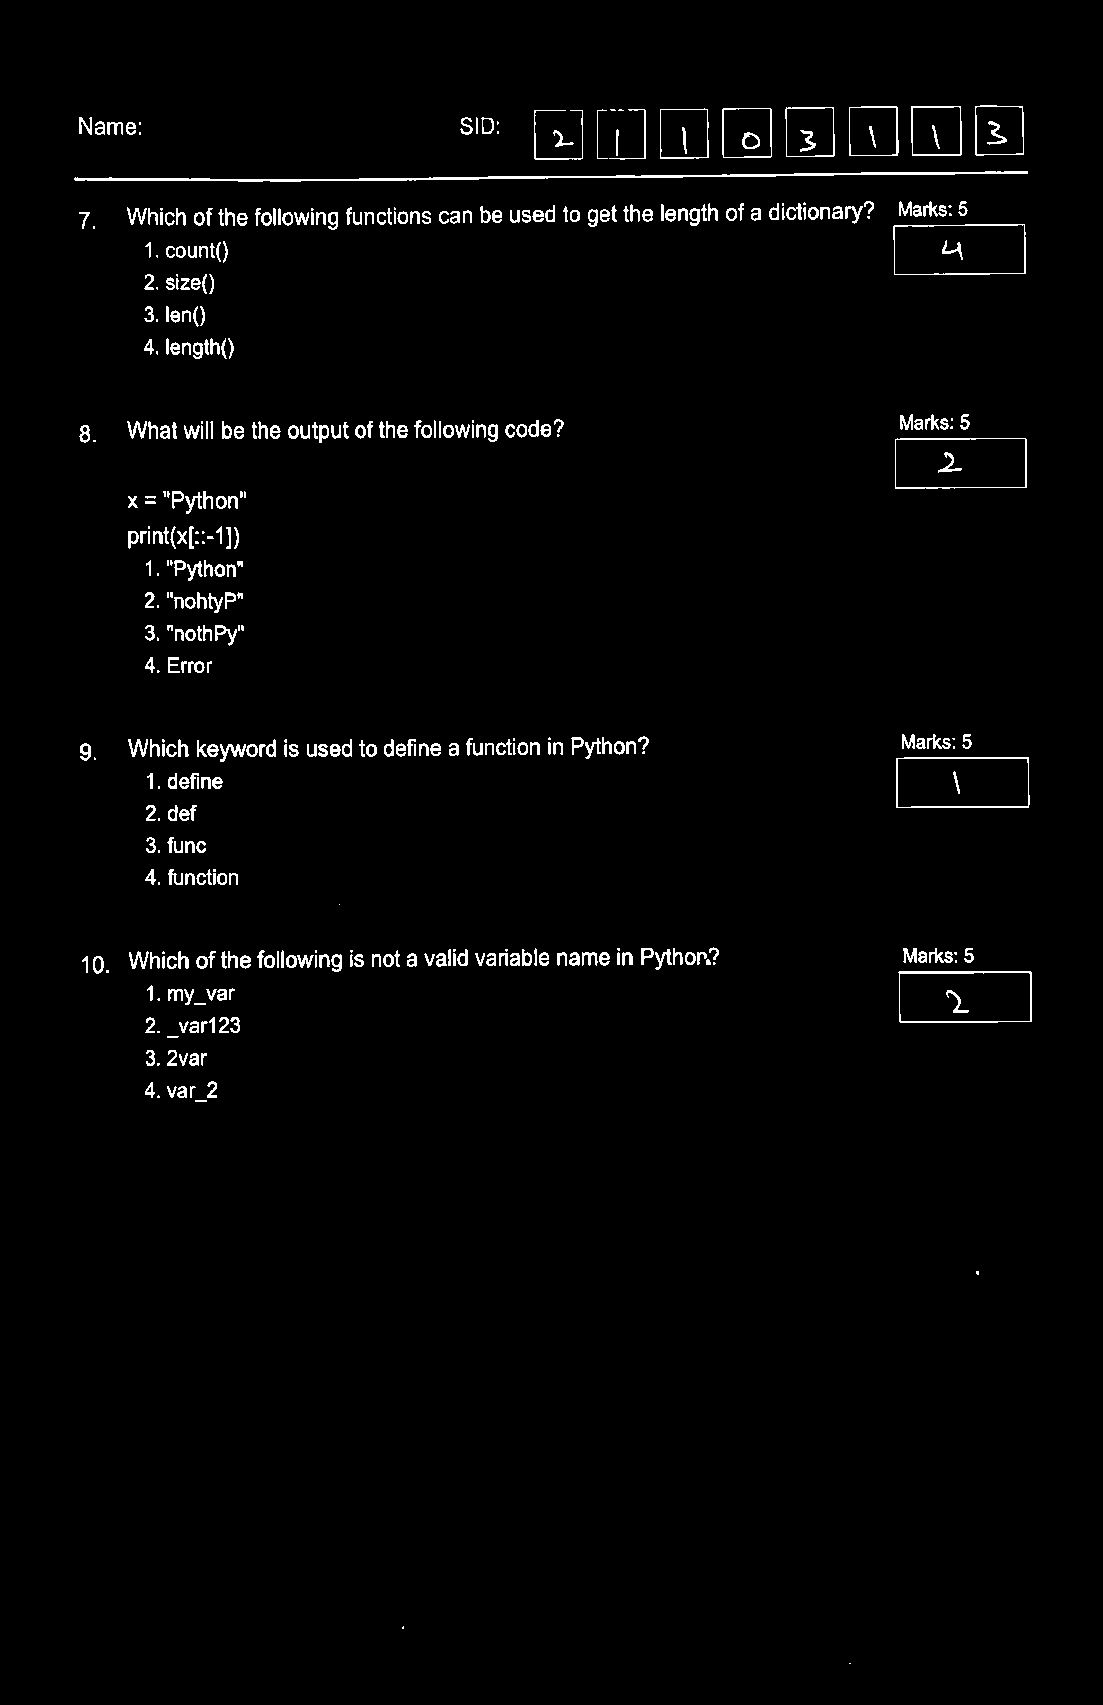 Name: SID: 2 1 1 0 3 1 1 3
7. Which of the following functions can be used to get the length of a dictionary? Marks: 5
4
1. count()
2. size()
3. len()
4. length()
8. What will be the output of the following code? Marks: 5
2
x = "Python"
print(x[::-1])
1. "Python"
2. "nohtyP"
3. "nothPy"
4. Error
9. Which keyword is used to define a function in Python? Marks: 5
1
1. define
2. def
3. func
4. function
10. Which of the following is not a valid variable name in Python? Marks: 5
2
1. my_var
2. _var123
3. 2var
4. var_2